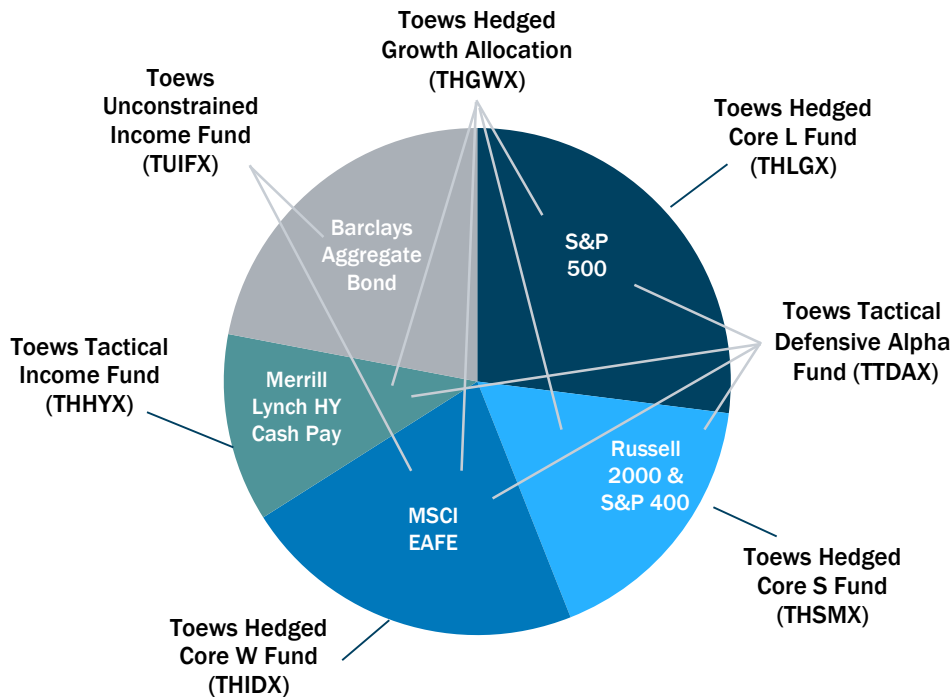 Toews Hedged
Growth Allocation
(THGWX)
Toews
Unconstrained
Income Fund
(TUIFX)
Toews Hedged
Core L Fund
(THLGX)
Barclays
Aggregate
Bond
S&P
500
Toews Tactical
Defensive Alpha
Fund (TTDAX)
Toews Tactical
Income Fund
(THHYX)
Merrill
Lynch HY
Cash Pay
Russell
2000 &
S&P 400
MSCI
EAFE
Toews Hedged
Core S Fund
(THSMX)
Toews Hedged
Core W Fund
(THIDX)